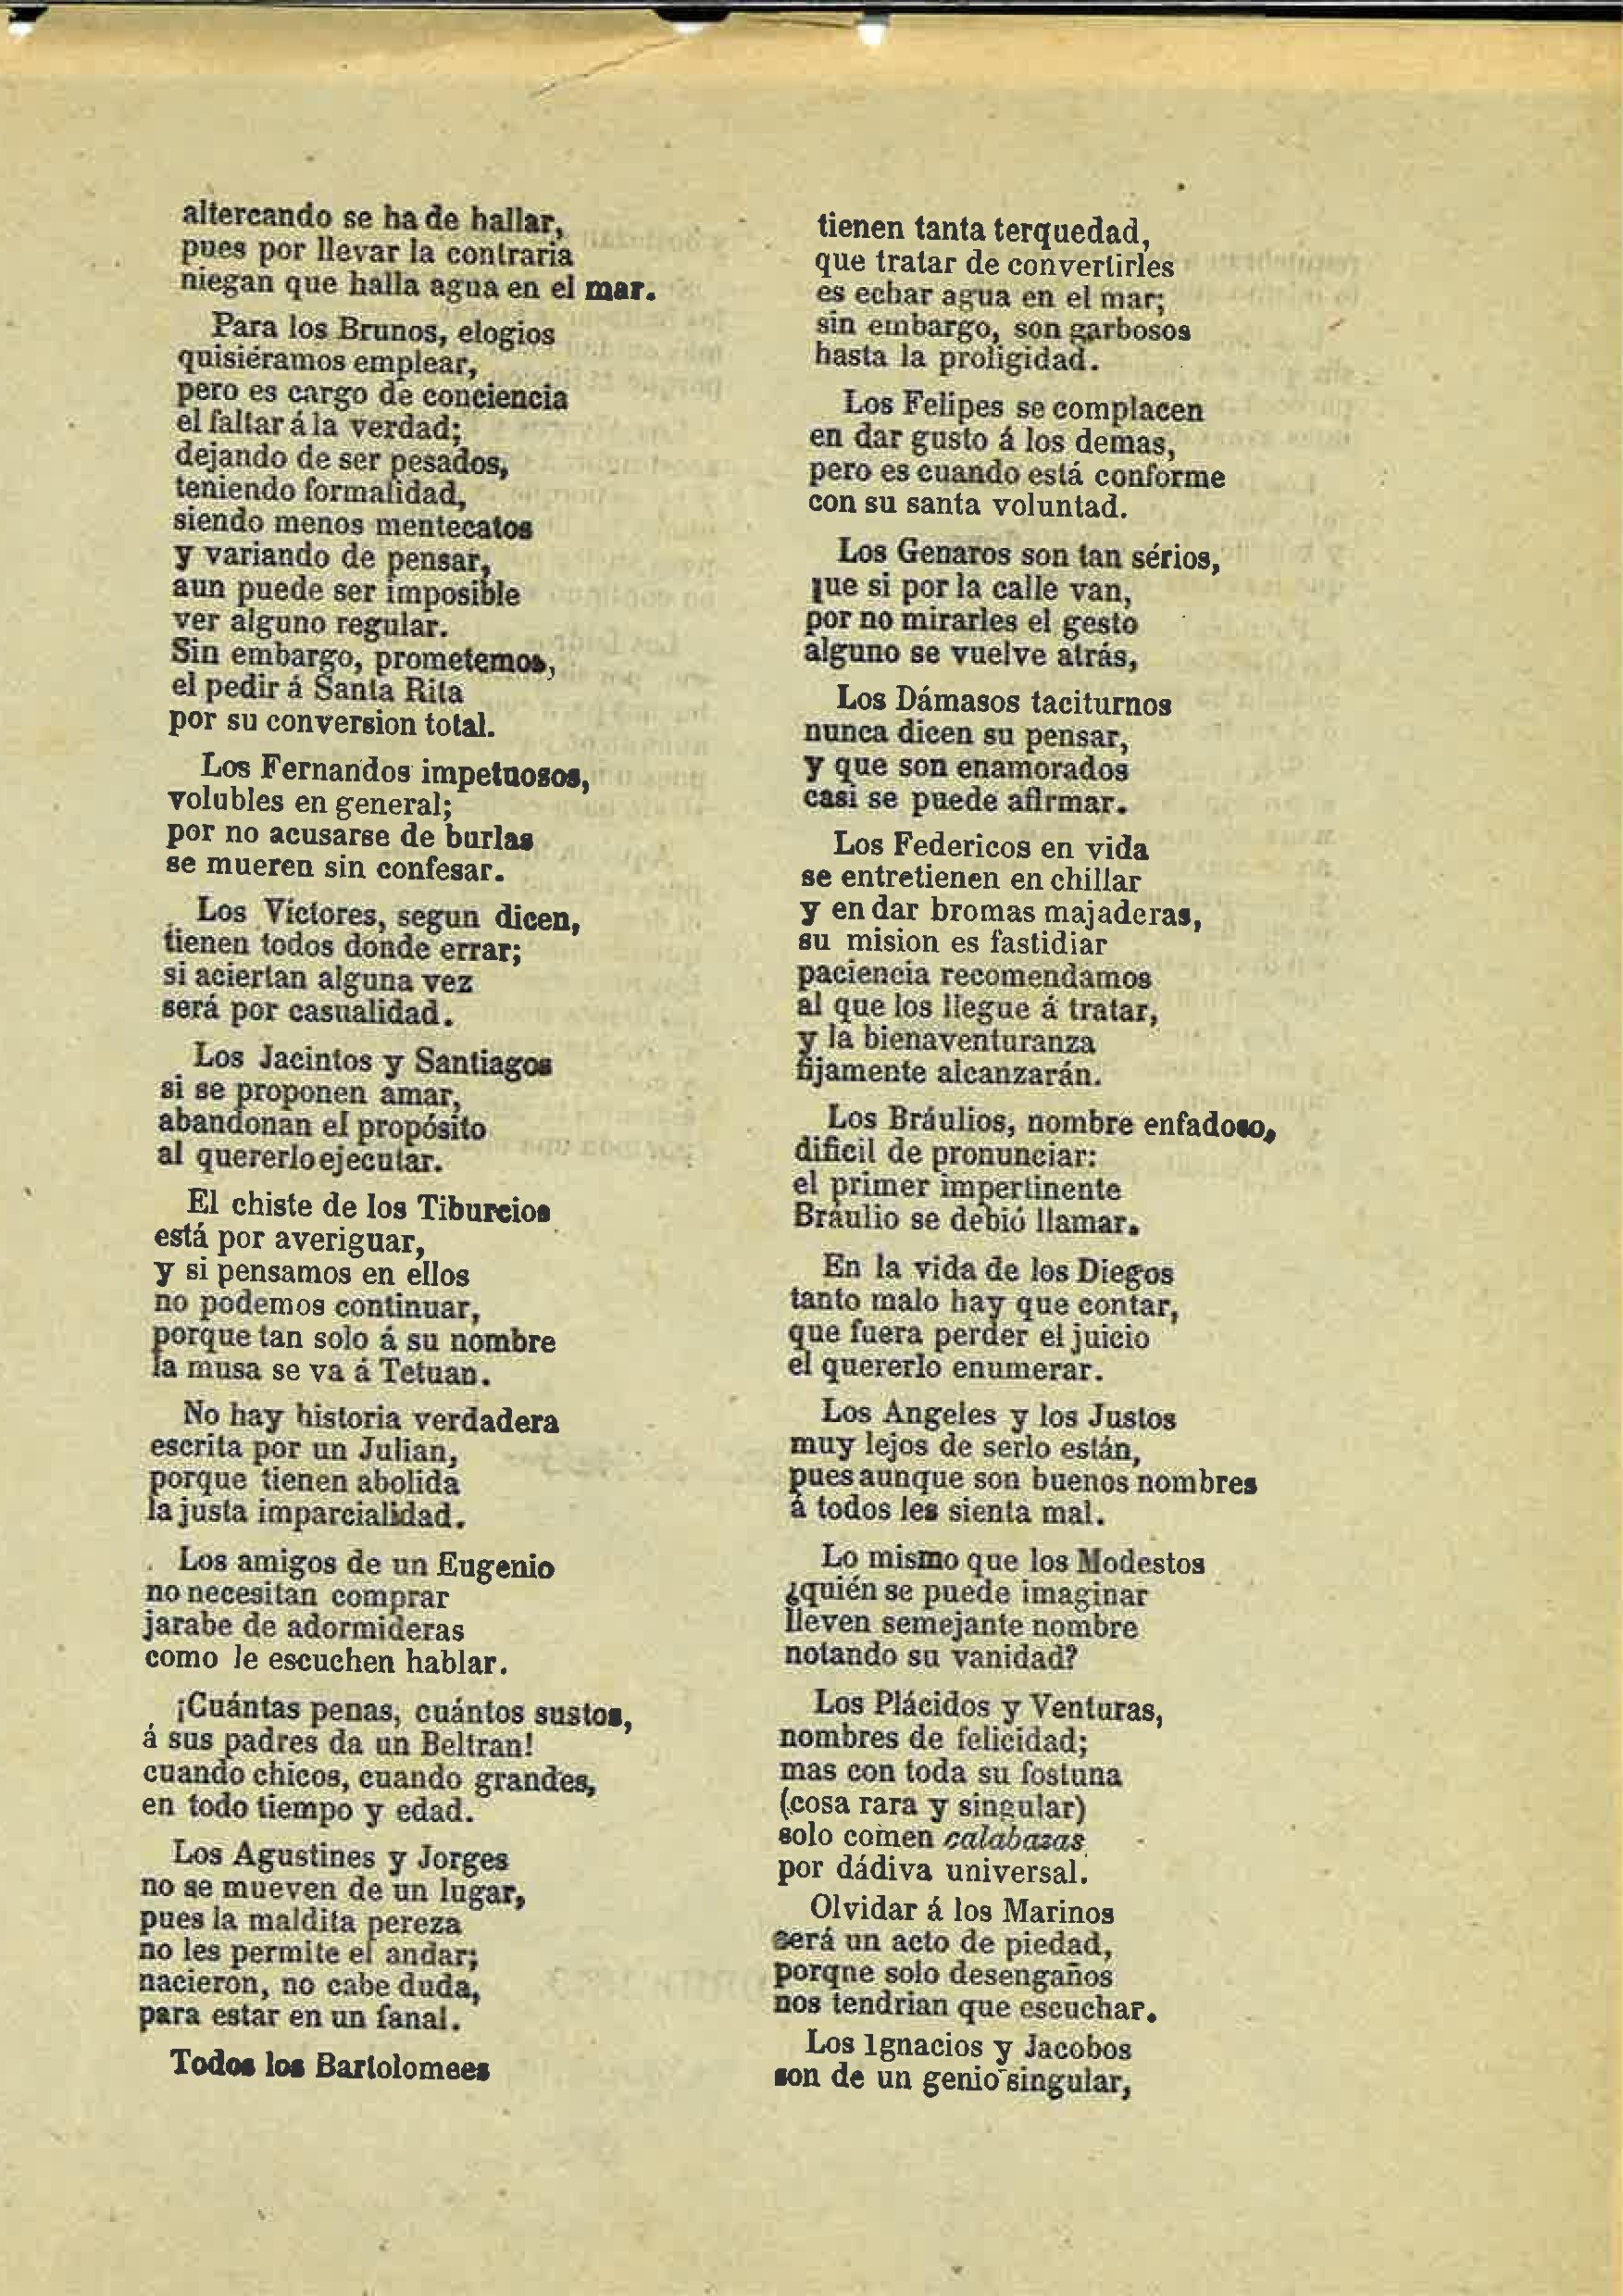 altercando se ha de hallar,
pues por llevar la contraria
niegan que halla agua en el mar.
Para los Brunos, elogios
quisiéramos emplear,
pero es cargo de conciencia
el faltar á la verdad;
dejando de ser pesados,
teniendo formalidad,
siendo menos mentecatos
y variando de pensar,
aun puede ser imposible
ver alguno regular.
Sin embargo, prometemos,
el pedir á Santa Rita
por su conversion total.
Los Fernandos impetuosos,
volubles en general;
por no acusarse de burlas
se mueren sin confesar.
Los Víctores, segun dicen,
tienen todos donde errar;
si aciertan alguna vez
será por casualidad.
Los Jacintos y Santiagos
si se proponen amar,
abandonan el propósito
al quererlo ejecutar.
El chiste de los Tiburcios
está por averiguar,
y si pensamos en ellos
no podemos continuar,
porque tan solo á su nombre
la musa se va á Tetuan.
No hay historia verdadera
escrita por un Julian,
porque tienen abolida
la justa imparcialidad.
Los amigos de un Eugenio
no necesitan comprar
jarabe de adormideras
como le escuchen hablar.
¡Cuántas penas, cuántos sustos,
á sus padres da un Beltran!
cuando chicos, cuando grandes,
en todo tiempo y edad.
Los Agustines y Jorges
no se mueven de un lugar,
pues la maldita pereza
no les permite el andar;
nacieron, no cabe duda,
para estar en un fanal.
Todos los Bartolomees
tienen tanta terquedad,
que tratar de convertirles
es echar agua en el mar;
sin embargo, son garbosos
hasta la proligidad.
Los Felipes se complacen
en dar gusto á los demas,
pero es cuando está conforme
con su santa voluntad.
Los Genaros son tan sérios,
que si por la calle van,
por no mirarles el gesto
alguno se vuelve atrás,
Los Dámasos taciturnos
nunca dicen su pensar,
y que son enamorados
casi se puede afirmar.
Los Federicos en vida
se entretienen en chillar
y en dar bromas majaderas,
su mision es fastidiar
paciencia recomendamos
al que los llegue á tratar,
y la bienaventuranza
fijamente alcanzarán.
Los Bráulios, nombre enfadoso,
dificil de pronunciar:
el primer impertinente
Bráulio se debió llamar.
En la vida de los Diegos
tanto malo hay que contar,
que fuera perder el juicio
el quererlo enumerar.
Los Angeles y los Justos
muy lejos de serlo están,
pues aunque son buenos nombres
á todos les sienta mal.
Lo mismo que los Modestos
¿quién se puede imaginar
lleven semejante nombre
notando su vanidad?
Los Plácidos y Venturas,
nombres de felicidad;
mas con toda su fostuna
(cosa rara y singular)
solo comen calabazas
por dádiva universal.
Olvidar á los Marinos
será un acto de piedad,
porqne solo desengaños
nos tendrian que escuchar.
Los Ignacios y Jacobos
son de un genio singular,